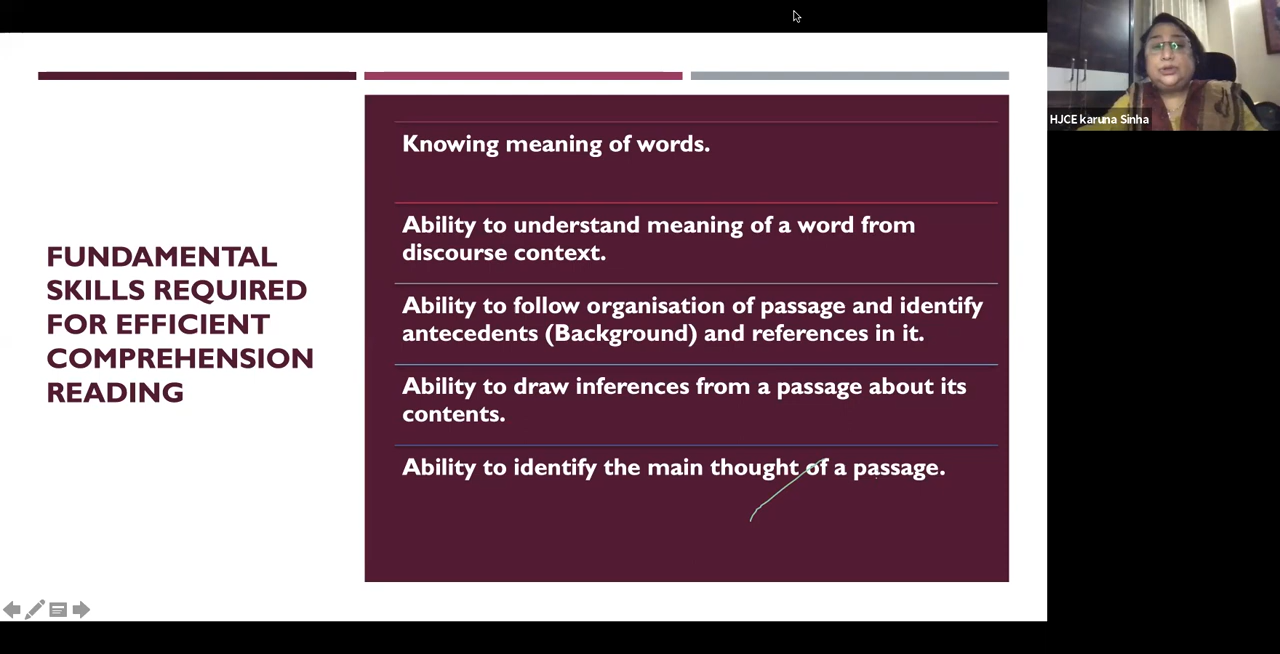 FUNDAMENTAL
SKILLS REQUIRED
FOR EFFICIENT
COMPREHENSION
READING
Knowing meaning of words.
Ability to understand meaning of a word from
discourse context.
Ability to follow organisation of passage and identify
antecedents (Background) and references in it.
Ability to draw inferences from a passage about its
contents.
Ability to identify the main thought of a passage.
HJCE karuna Sinha